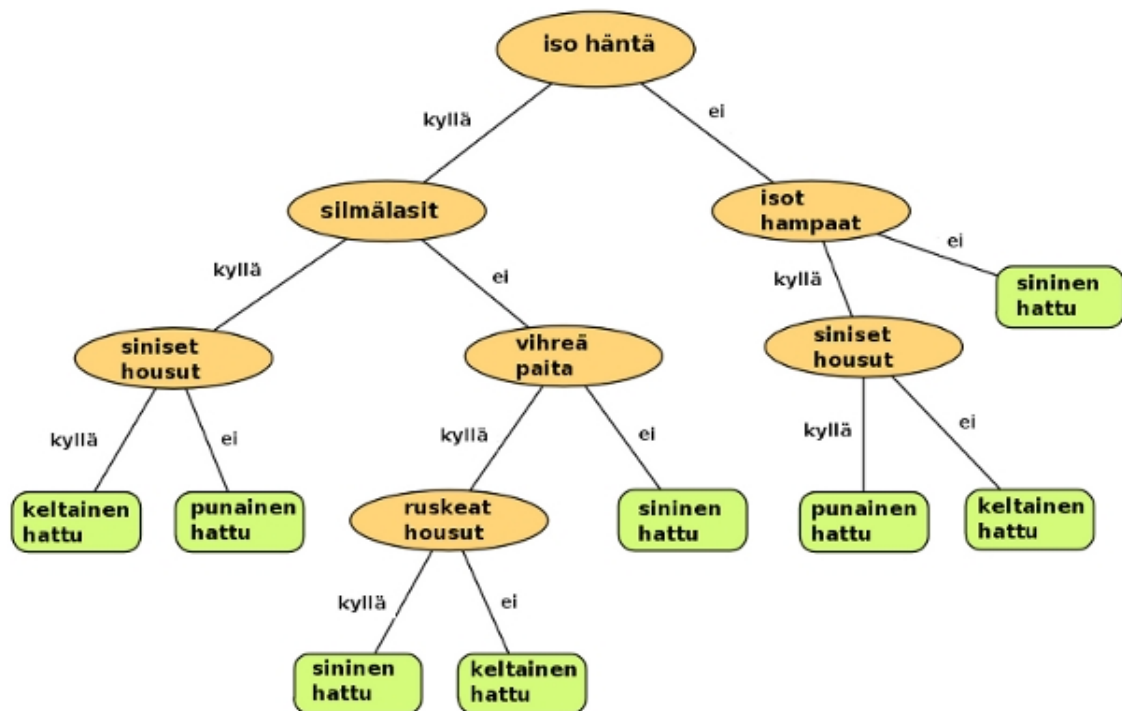 iso häntä
kyllä
ei
silmälasit
isot
hampaat
kyllä
ei
kyllä
ei
sininen
hattu
siniset
housut
vihreä
paita
siniset
housut
kyllä
ei
kyllä
ei
kyllä
ei
keltainen
hattu
punainen
hattu
ruskeat
housut
sininen
hattu
punainen
hattu
keltainen
hattu
kyllä
ei
sininen
hattu
keltainen
hattu